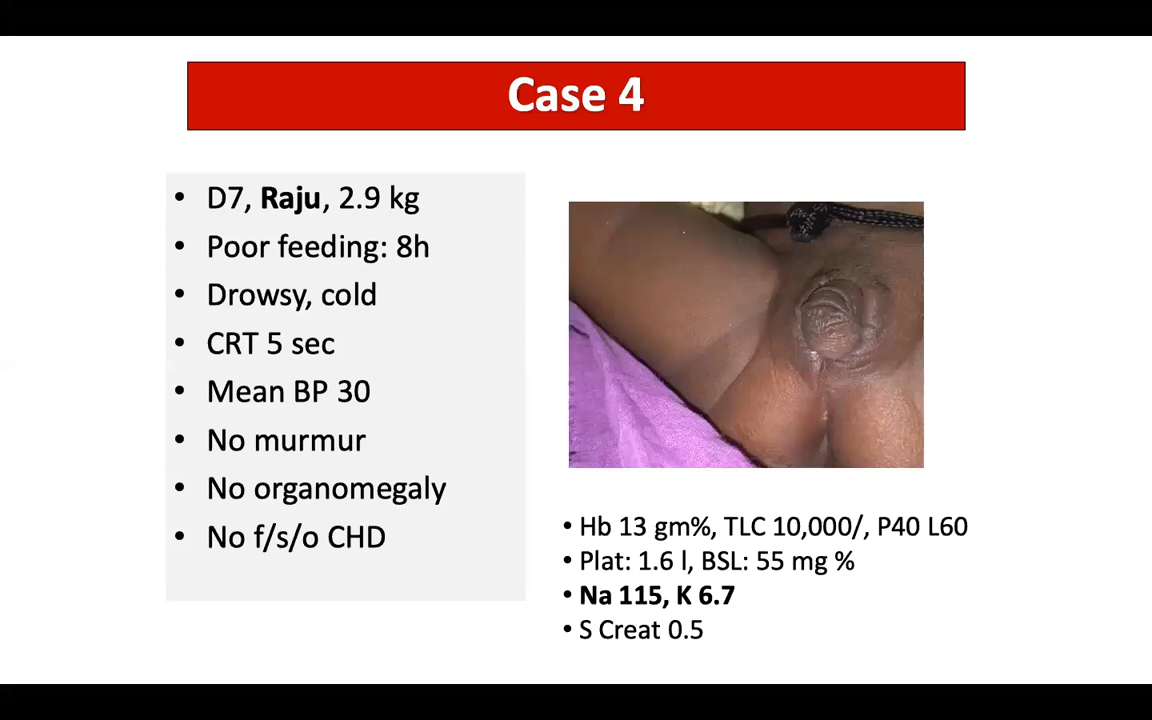 Case 4
• D7, Raju, 2.9 kg
• Poor feeding: 8h
• Drowsy, cold
• CRT 5 sec
• Mean BP 30
• No murmur
• No organomegaly
• No f/s/o CHD
• Hb 13 gm%, TLC 10,000/, P40 L60
• Plat: 1.6 l, BSL: 55 mg %
• Na 115, K 6.7
• S Creat 0.5